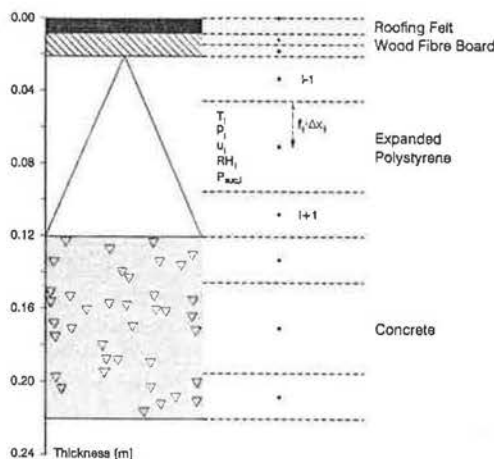 0.00
Roofing Felt
Wood Fibre Board
0.04
i-1
T_i
p_i
u_i
RH_i
P_suc,i
f_i·Δx_i
Expanded
Polystyrene
0.08
i+1
0.12
0.16
Concrete
0.20
0.24
Thickness [m]